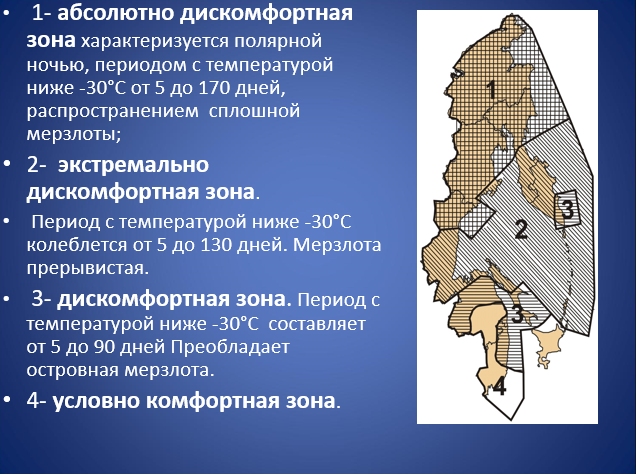 • 1- абсолютно дискомфортная
зона характеризуется полярной
ночью, периодом с температурой
ниже -30°С от 5 до 170 дней,
распространением сплошной
мерзлоты;
• 2- экстремально
дискомфортная зона.
• Период с температурой ниже -30°С
колеблется от 5 до 130 дней. Мерзлота
прерывистая.
• 3- дискомфортная зона. Период с
температурой ниже -30°С составляет
от 5 до 90 дней Преобладает
островная мерзлота.
• 4- условно комфортная зона.
1
3
2
3
4